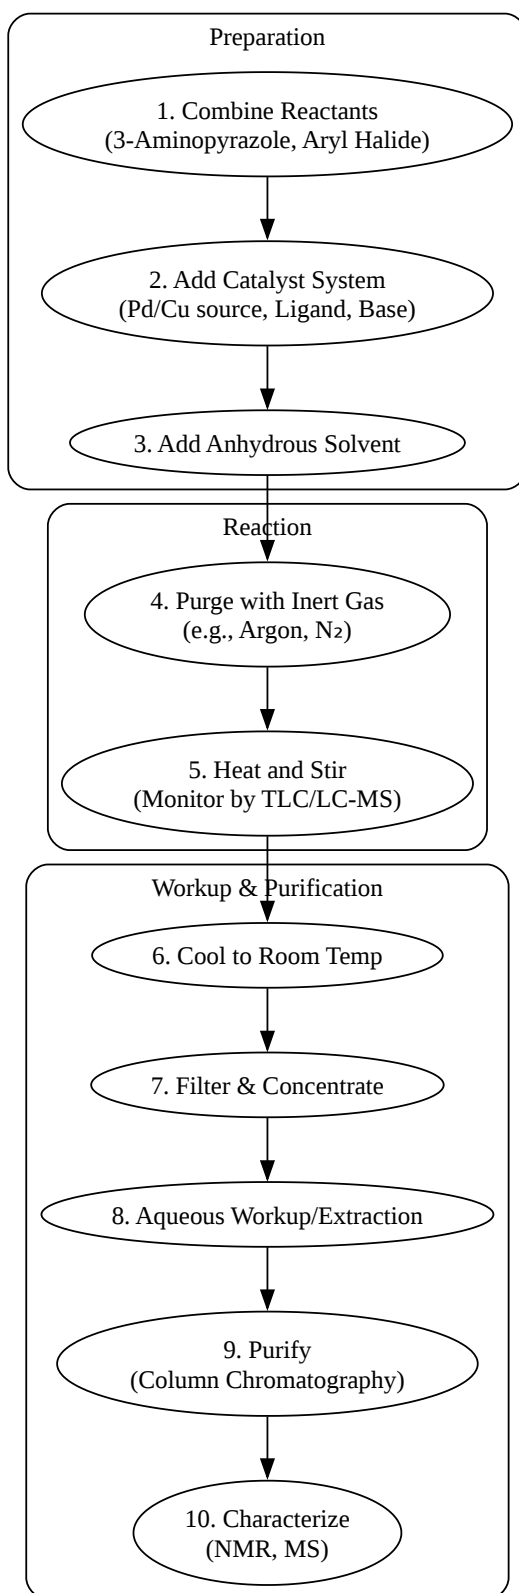 Preparation
1. Combine Reactants
(3-Aminopyrazole, Aryl Halide)
2. Add Catalyst System
(Pd/Cu source, Ligand, Base)
3. Add Anhydrous Solvent
Reaction
4. Purge with Inert Gas
(e.g., Argon, N₂)
5. Heat and Stir
(Monitor by TLC/LC-MS)
Workup & Purification
6. Cool to Room Temp
7. Filter & Concentrate
8. Aqueous Workup/Extraction
9. Purify
(Column Chromatography)
10. Characterize
(NMR, MS)